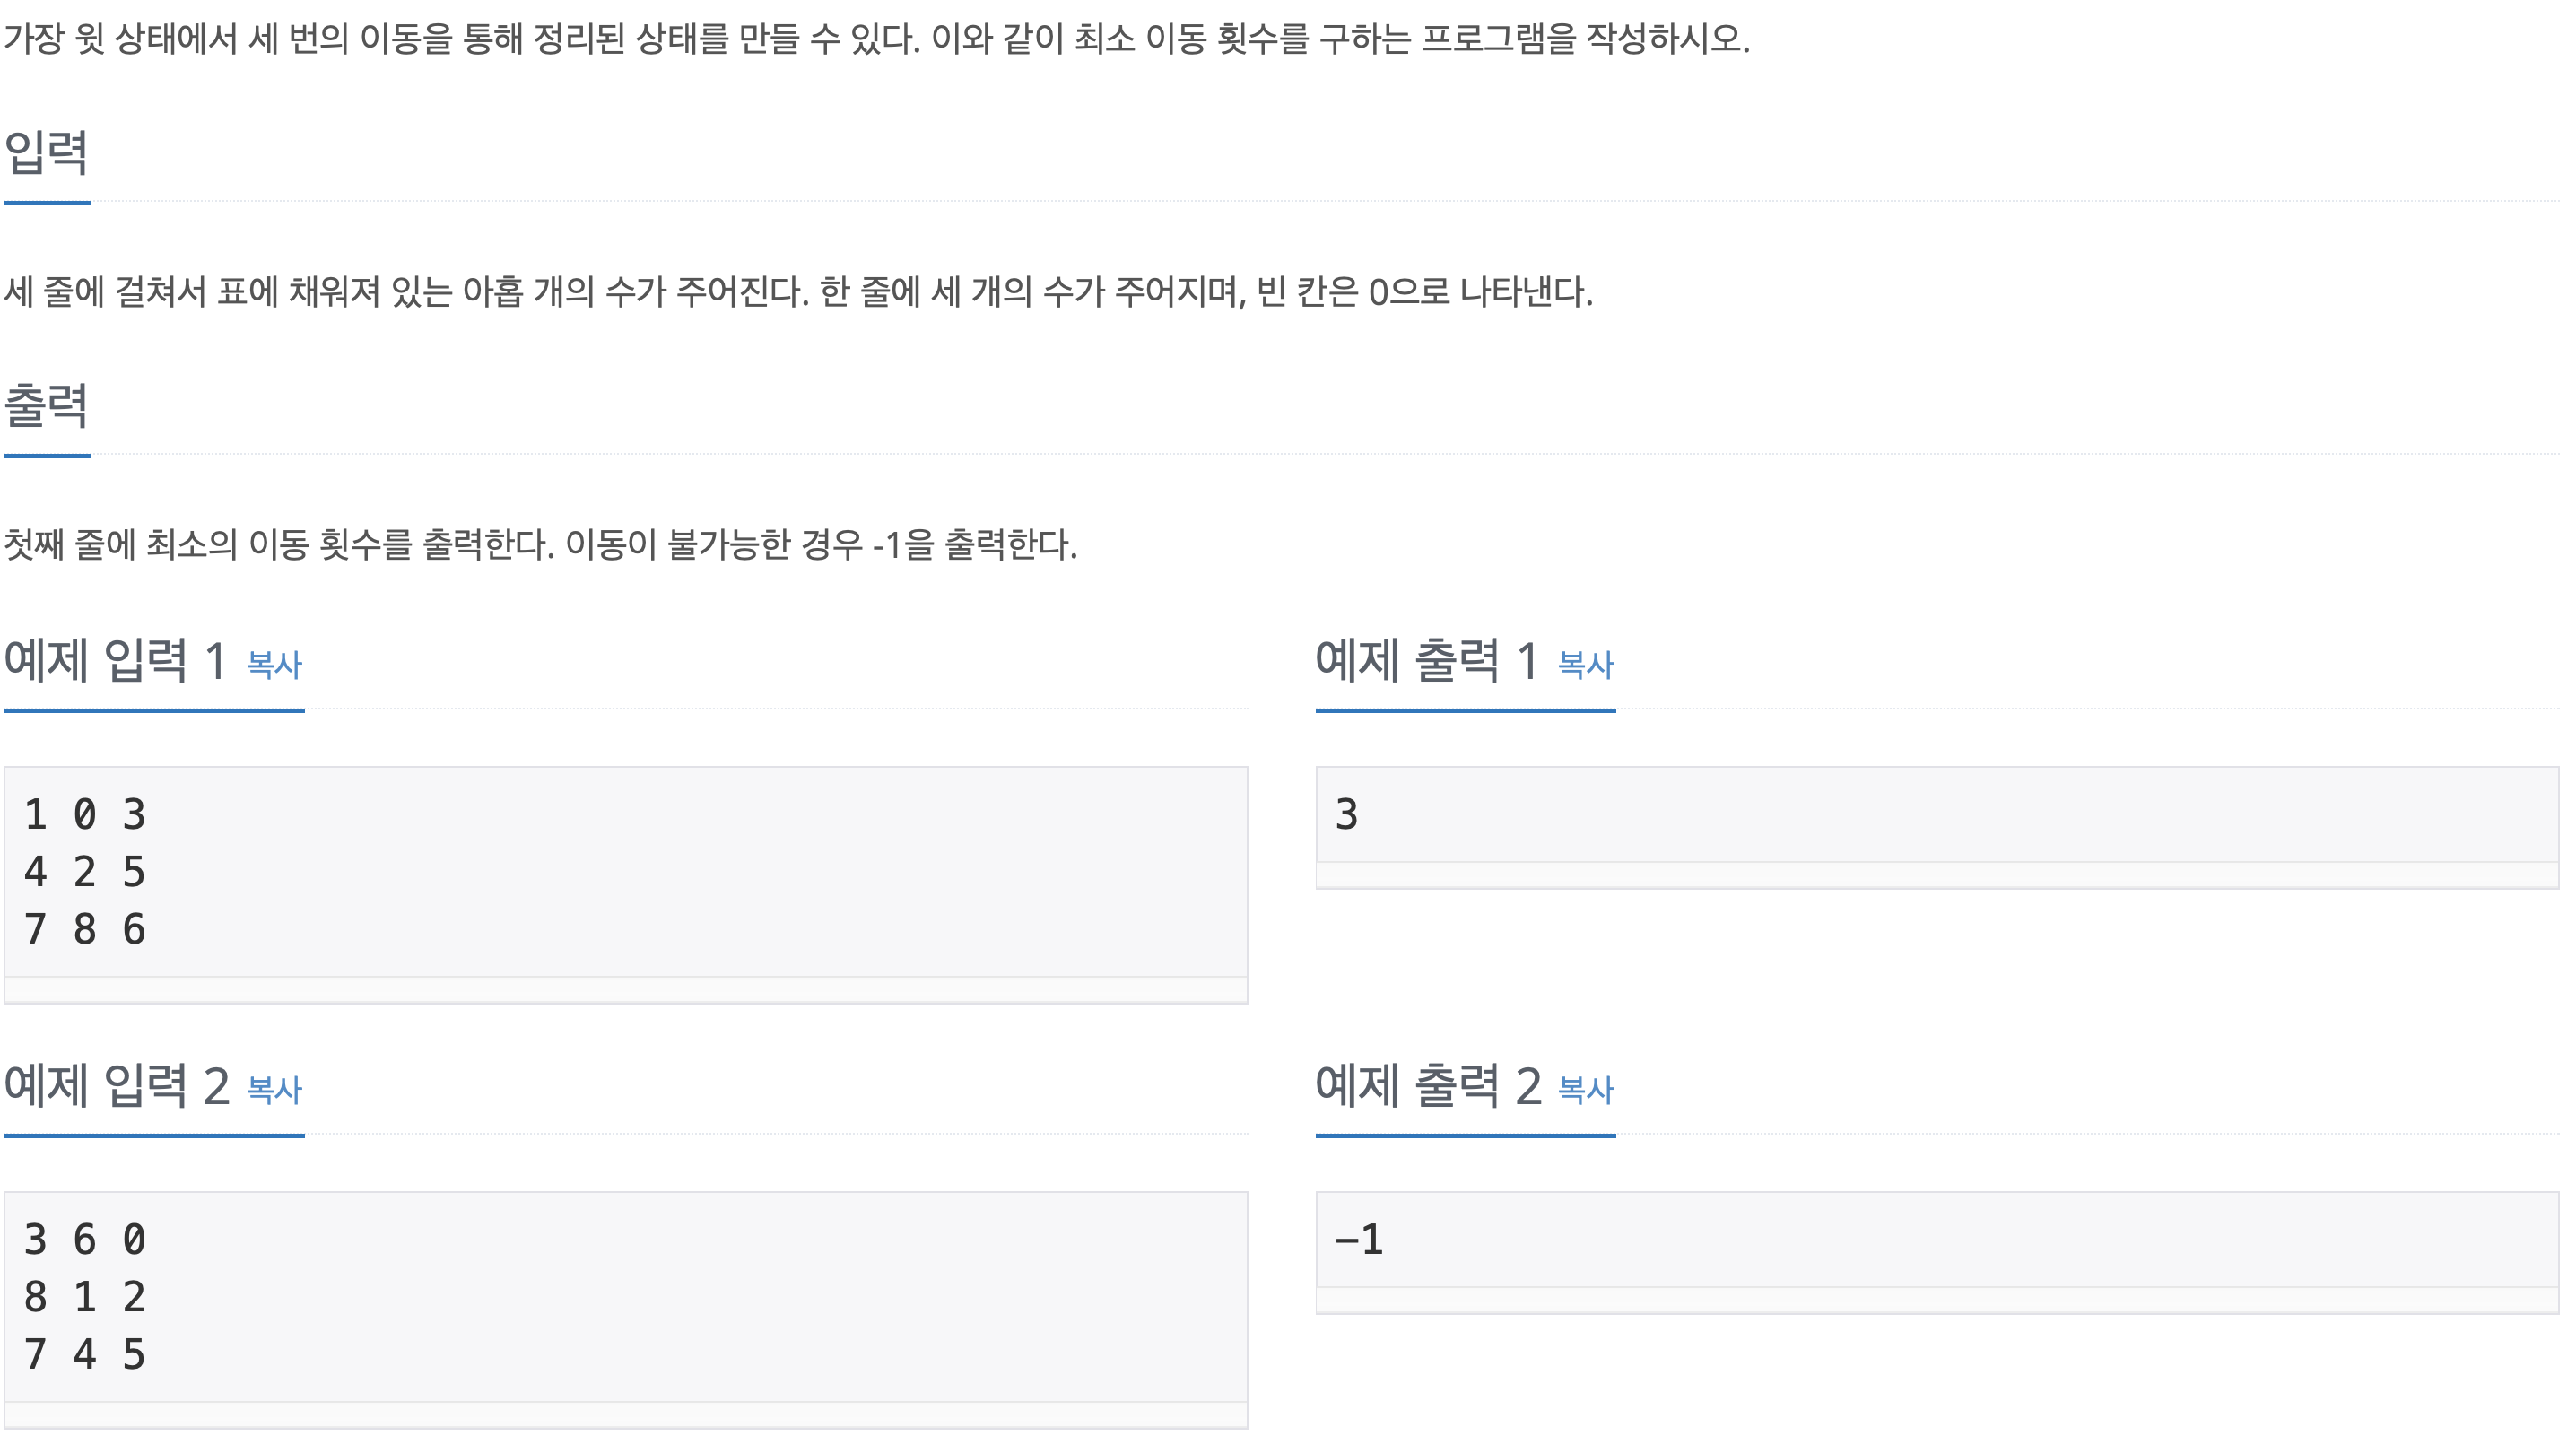 가장 윗 상태에서 세 번의 이동을 통해 정리된 상태를 만들 수 있다. 이와 같이 최소 이동 횟수를 구하는 프로그램을 작성하시오.
입력
세 줄에 걸쳐서 표에 채워져 있는 아홉 개의 수가 주어진다. 한 줄에 세 개의 수가 주어지며, 빈 칸은 0으로 나타낸다.
출력
첫째 줄에 최소의 이동 횟수를 출력한다. 이동이 불가능한 경우 -1을 출력한다.
예제 입력 1 복사
1 0 3
4 2 5
7 8 6
예제 출력 1 복사
3
예제 입력 2 복사
3 6 0
8 1 2
7 4 5
예제 출력 2 복사
-1